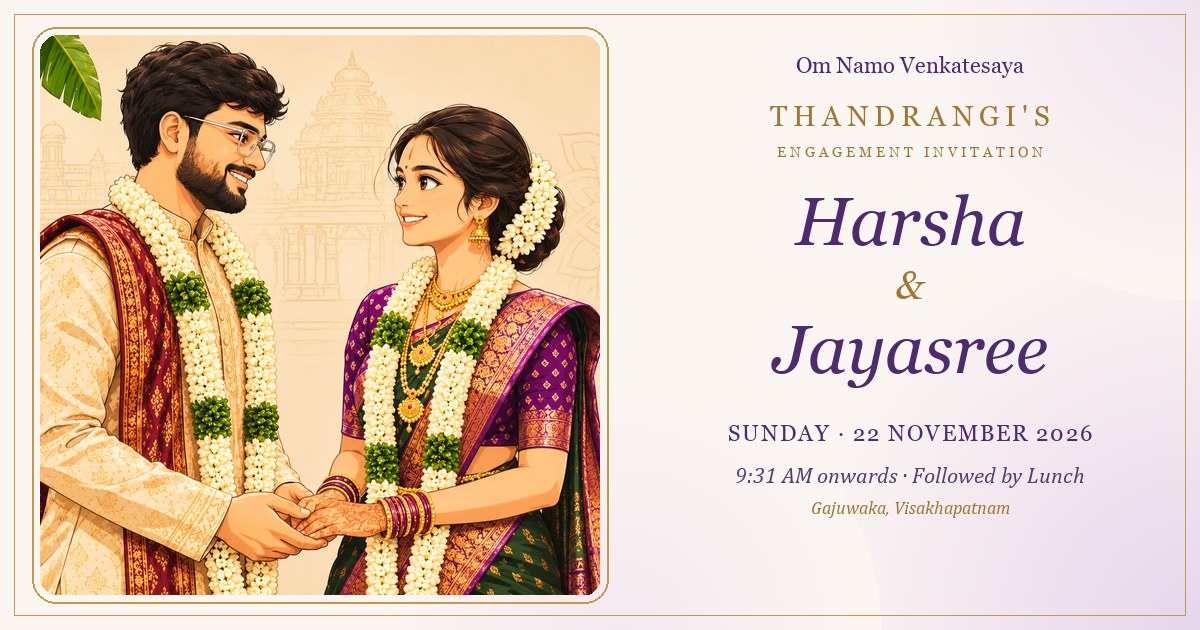 Om Namo Venkatesaya
THANDRANGI'S
ENGAGEMENT INVITATION
Harsha
&
Jayasree
SUNDAY · 22 NOVEMBER 2026
9:31 AM onwards · Followed by Lunch
Gajuwaka, Visakhapatnam